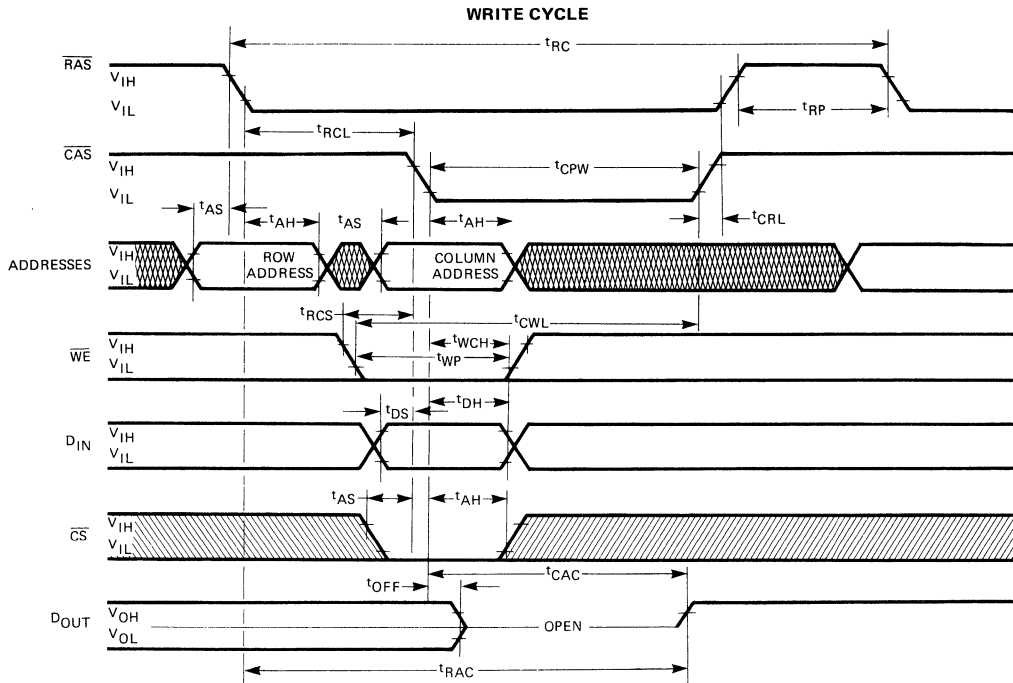 WRITE CYCLE
tRC
RAS
VIH
VIL
tRP
tRCL
CAS
VIH
VIL
tCPW
tAS
tAH
tAS
tAH
tCRL
ADDRESSES
VIH
VIL
ROW
ADDRESS
COLUMN
ADDRESS
tRCS
tCWL
WE
VIH
VIL
tWCH
tWP
tDS
tDH
DIN
VIH
VIL
tAS
tAH
CS
VIH
VIL
tCAC
tOFF
DOUT
VOH
VOL
OPEN
tRAC